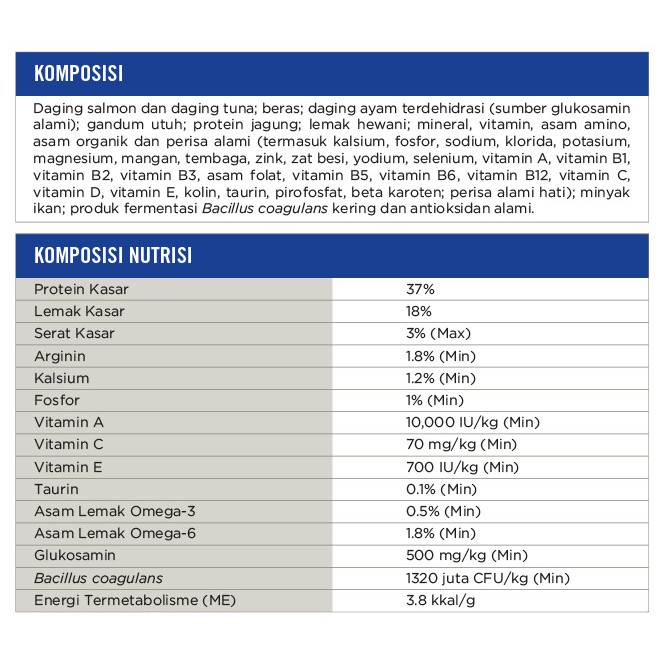 KOMPOSISI
Daging salmon dan daging tuna; beras; daging ayam terdehidrasi (sumber glukosamin
alami); gandum utuh; protein jagung; lemak hewani; mineral, vitamin, asam amino,
asam organik dan perisa alami (termasuk kalsium, fosfor, sodium, klorida, potasium,
magnesium, mangan, tembaga, zink, zat besi, yodium, selenium, vitamin A, vitamin B1,
vitamin B2, vitamin B3, asam folat, vitamin B5, vitamin B6, vitamin B12, vitamin C,
vitamin D, vitamin E, kolin, taurin, pirofosfat, beta karoten; perisa alami hati); minyak
ikan; produk fermentasi Bacillus coagulans kering dan antioksidan alami.
KOMPOSISI NUTRISI
Protein Kasar 37%
Lemak Kasar 18%
Serat Kasar 3% (Max)
Arginin 1.8% (Min)
Kalsium 1.2% (Min)
Fosfor 1% (Min)
Vitamin A 10,000 IU/kg (Min)
Vitamin C 70 mg/kg (Min)
Vitamin E 700 IU/kg (Min)
Taurin 0.1% (Min)
Asam Lemak Omega-3 0.5% (Min)
Asam Lemak Omega-6 1.8% (Min)
Glukosamin 500 mg/kg (Min)
Bacillus coagulans 1320 juta CFU/kg (Min)
Energi Termetabolisme (ME) 3.8 kkal/g